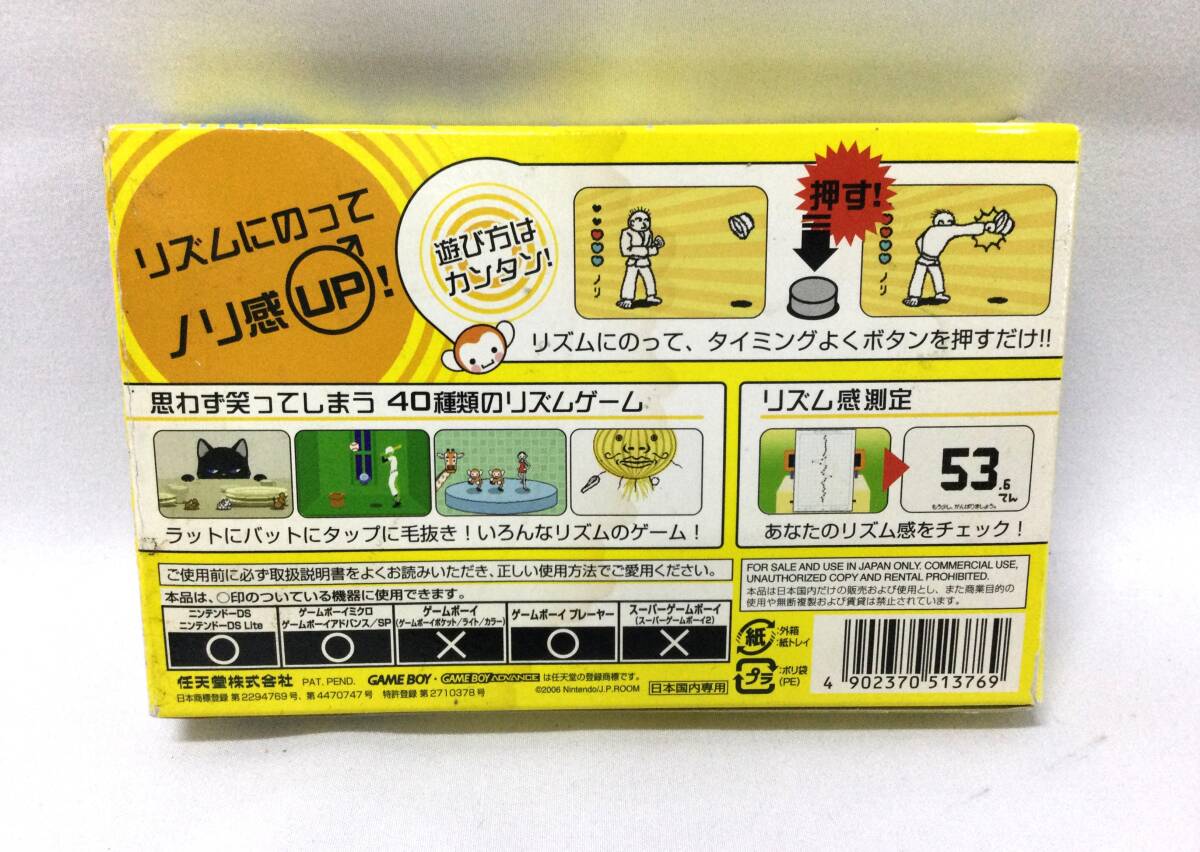 リズムにのって
ノリ感UP!
遊び方は
カンタン!
ノリ
押す!
ノリ
リズムにのって、タイミングよくボタンを押すだけ!!
思わず笑ってしまう 40種類のリズムゲーム
ラットにバットにタップに毛抜き!いろんなリズムのゲーム!
リズム感測定
53.6
てん
もう少し、がんばりましょう。
あなたのリズム感をチェック!
ご使用前に必ず取扱説明書をよくお読みいただき、正しい使用方法でご愛用ください。
本品は、○印のついている機器に使用できます。
ニンテンドーDS
ニンテンドーDS Lite
ゲームボーイミクロ
ゲームボーイアドバンス/SP
ゲームボーイ
(ゲームボーイポケット/ライト/カラー)
ゲームボーイ プレーヤー
スーパーゲームボーイ
(スーパーゲームボーイ2)
○ ○ × ○ ×
FOR SALE AND USE IN JAPAN ONLY. COMMERCIAL USE,
UNAUTHORIZED COPY AND RENTAL PROHIBITED.
本品は日本国内だけの販売および使用とし、また商業目的の
使用や無断複製および賃貸は禁止されています。
紙
:外箱
:紙トレイ
プラ
:ポリ袋
(PE)
4 902370 513769
任天堂株式会社 PAT. PEND. GAME BOY・GAME BOY ADVANCE は任天堂の登録商標です。
日本商標登録 第2294769号、第4470747号 特許登録 第2710378号
©2006 Nintendo/J.P.ROOM
日本国内専用